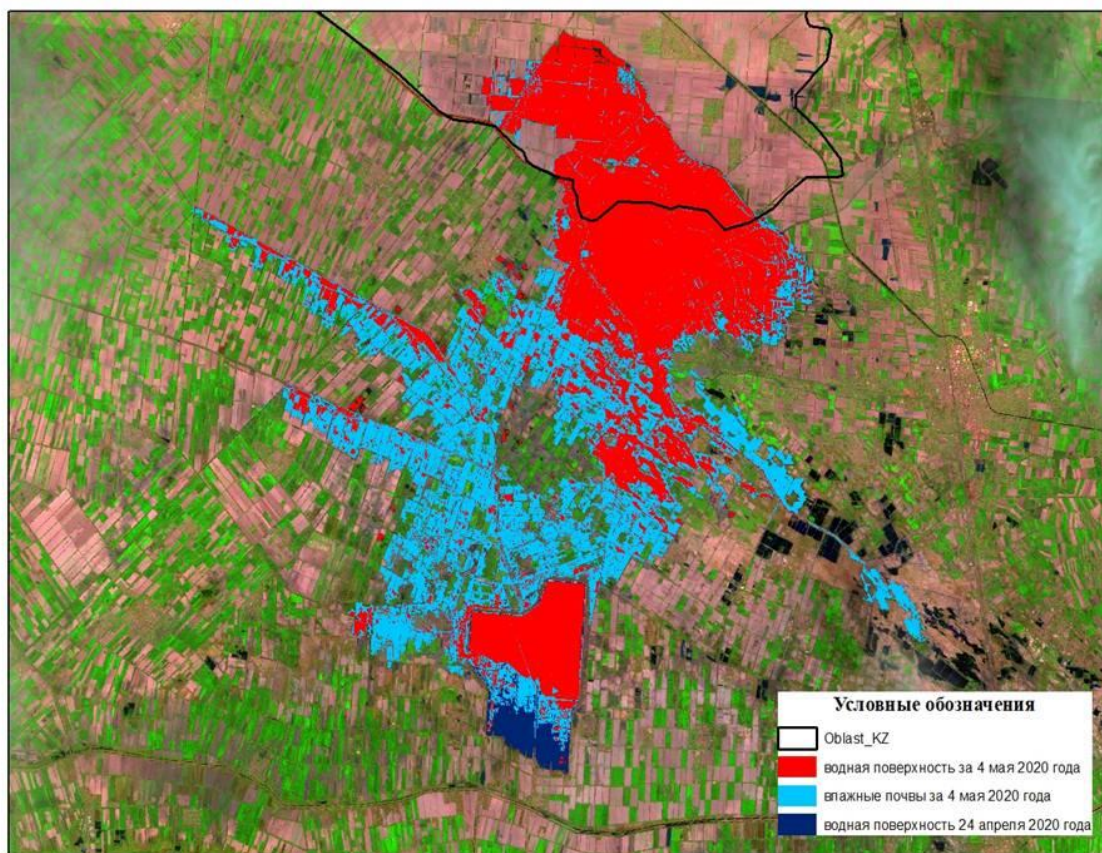 Условные обозначения
Oblast_KZ
водная поверхность за 4 мая 2020 года
влажные почвы за 4 мая 2020 года
водная поверхность 24 апреля 2020 года